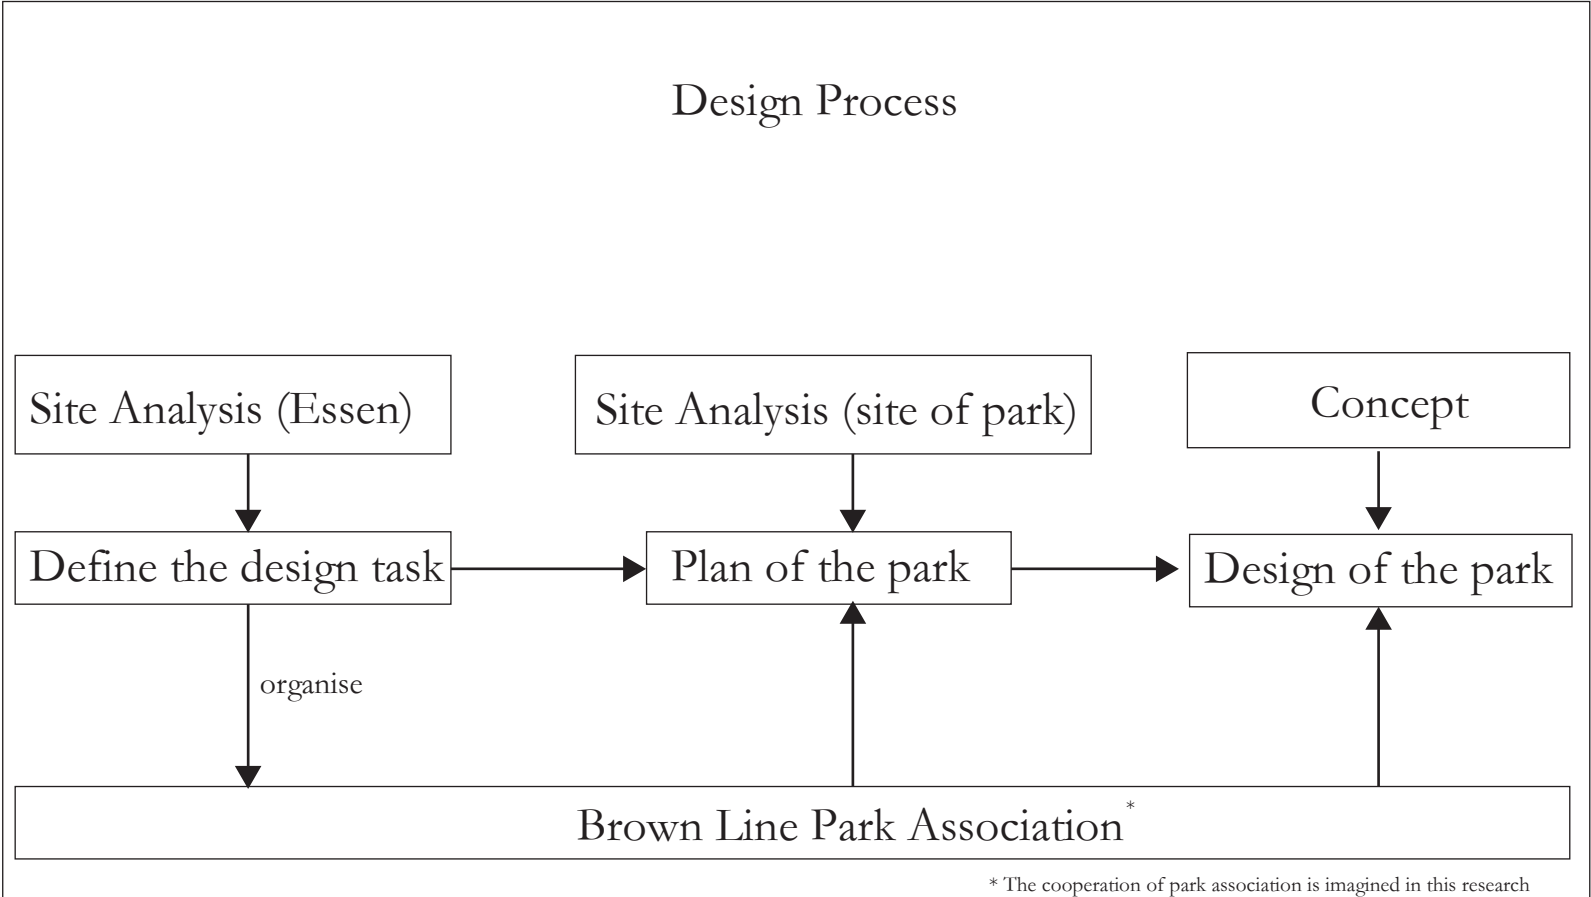 Design Process
Site Analysis (Essen)
Site Analysis (site of park)
Concept
Define the design task
Plan of the park
Design of the park
organise
Brown Line Park Association*
* The cooperation of park association is imagined in this research